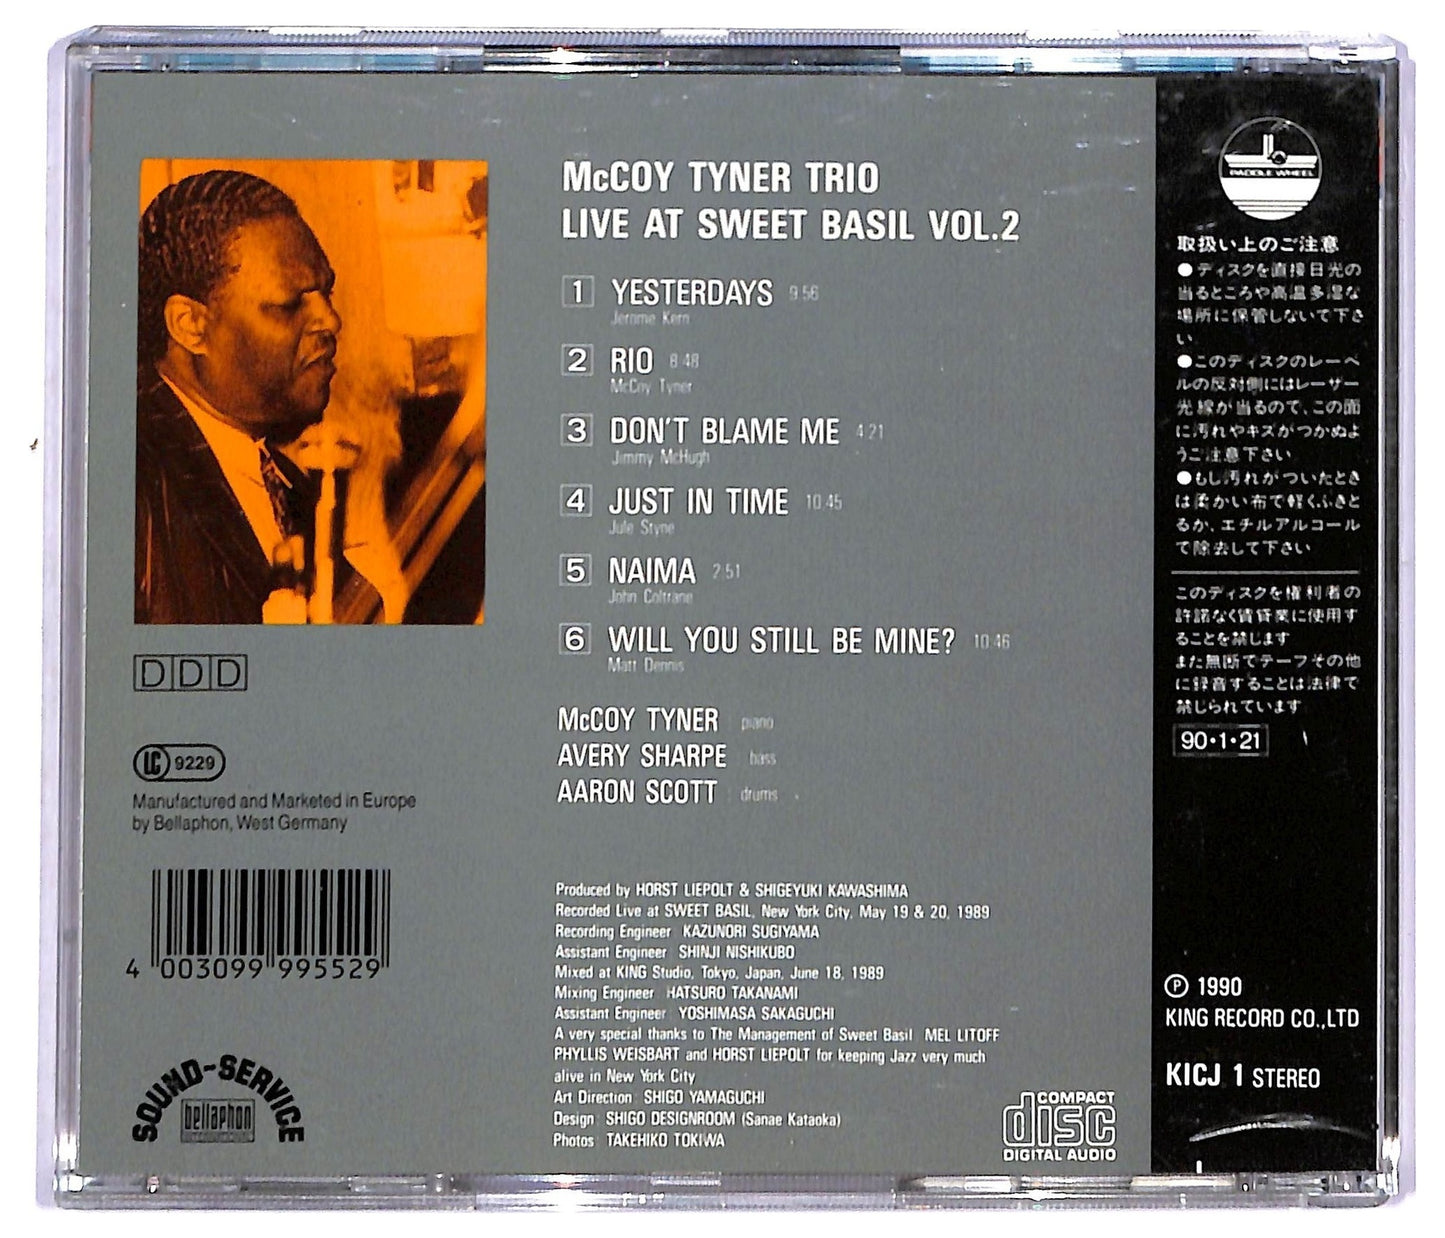 McCOY TYNER TRIO
LIVE AT SWEET BASIL VOL.2
1 YESTERDAYS 9:56
Jerome Kern
2 RIO 8:48
McCoy Tyner
3 DON'T BLAME ME 4:21
Jimmy McHugh
4 JUST IN TIME 10:45
Jule Styne
5 NAIMA 2:51
John Coltrane
6 WILL YOU STILL BE MINE? 10:46
Matt Dennis
McCOY TYNER piano
AVERY SHARPE bass
AARON SCOTT drums
Produced by HORST LIEPOLT & SHIGEYUKI KAWASHIMA
Recorded Live at SWEET BASIL, New York City, May 19 & 20, 1989
Recording Engineer KAZUNORI SUGIYAMA
Assistant Engineer SHINJI NISHIKUBO
Mixed at KING Studio, Tokyo, Japan, June 18, 1989
Mixing Engineer HATSURO TAKANAMI
Assistant Engineer YOSHIMASA SAKAGUCHI
A very special thanks to The Management of Sweet Basil MEL LITOFF
PHYLLIS WEISBART and HORST LIEPOLT for keeping Jazz very much
alive in New York City
Art Direction SHIGO YAMAGUCHI
Design SHIGO DESIGNROOM (Sanae Kataoka)
Photos TAKEHIKO TOKIWA
DDD
LC 9229
Manufactured and Marketed in Europe
by Bellaphon, West Germany
4 003099 995529
SOUND-SERVICE
bellaphon
COMPACT
disc
DIGITAL AUDIO
PADDLE WHEEL
取扱い上のご注意
●ディスクを直接日光の
当るところや高温多湿な
場所に保管しないで下さ
い
●このディスクのレーベ
ルの反対側にはレーザー
光線が当るので、この面
に汚れやキズがつかぬよ
うご注意下さい
●もし汚れがついたとき
は柔かい布で軽くふきと
るか、エチルアルコール
で除去して下さい
このディスクを権利者の
許諾なく賃貸業に使用す
ることを禁じます
また無断でテープその他
に録音することは法律で
禁じられています
90・1・21
Ⓟ 1990
KING RECORD CO.,LTD
KICJ 1 STEREO